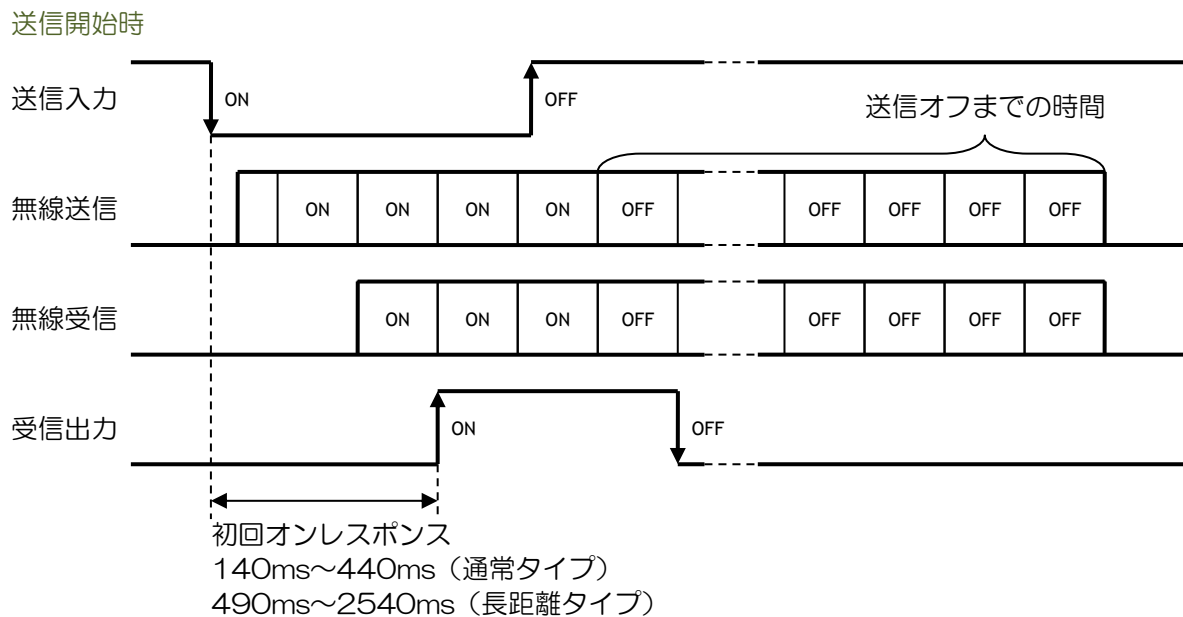 送信開始時
送信入力
ON
OFF
送信オフまでの時間
無線送信
ON ON ON ON OFF OFF OFF OFF OFF
無線受信
ON ON ON OFF OFF OFF OFF OFF
受信出力
ON
OFF
初回オンレスポンス
140ms~440ms(通常タイプ)
490ms~2540ms(長距離タイプ)